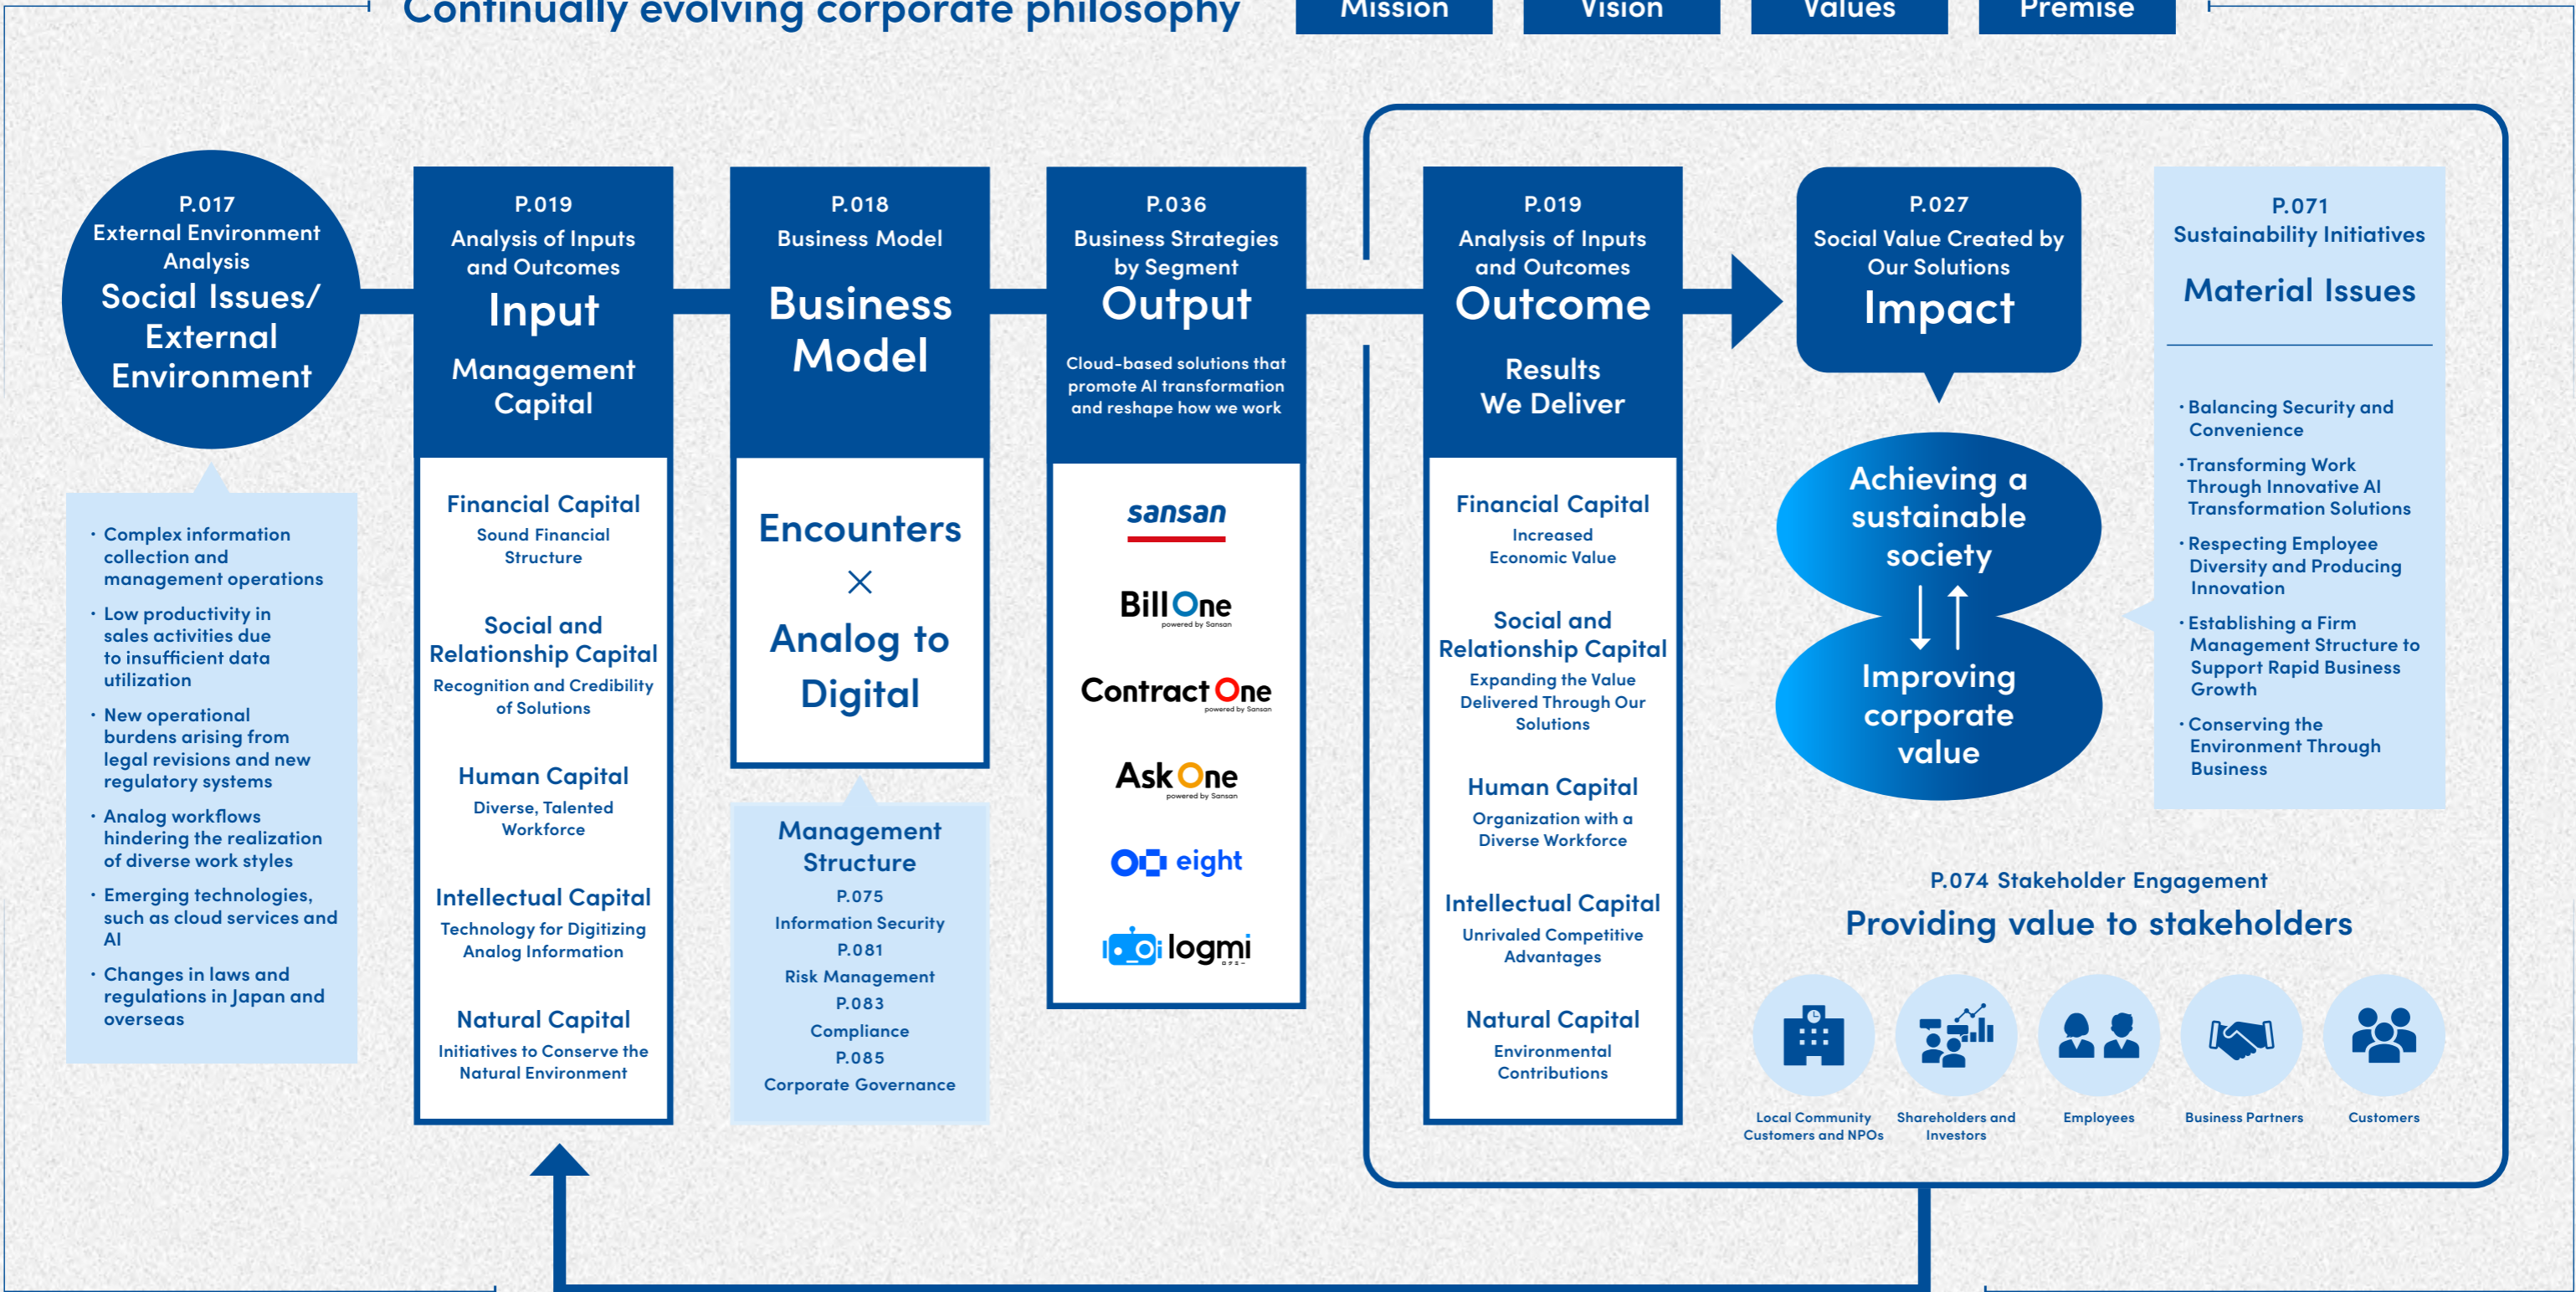 Continually evolving corporate philosophy
Mission
Vision
Values
Premise
P.017
External Environment
Analysis
Social Issues/
External
Environment
· Complex information
collection and
management operations
· Low productivity in
sales activities due
to insufficient data
utilization
· New operational
burdens arising from
legal revisions and new
regulatory systems
· Analog workflows
hindering the realization
of diverse work styles
· Emerging technologies,
such as cloud services and
AI
· Changes in laws and
regulations in Japan and
overseas
P.019
Analysis of Inputs
and Outcomes
Input
Management
Capital
Financial Capital
Sound Financial
Structure
Social and
Relationship Capital
Recognition and Credibility
of Solutions
Human Capital
Diverse, Talented
Workforce
Intellectual Capital
Technology for Digitizing
Analog Information
Natural Capital
Initiatives to Conserve the
Natural Environment
P.018
Business Model
Business
Model
Encounters
×
Analog to
Digital
Management
Structure
P.075
Information Security
P.081
Risk Management
P.083
Compliance
P.085
Corporate Governance
P.036
Business Strategies
by Segment
Output
Cloud-based solutions that
promote AI transformation
and reshape how we work
sansan
Bill One
powered by Sansan
Contract One
powered by Sansan
Ask One
powered by Sansan
eight
logmi
ログミー
P.019
Analysis of Inputs
and Outcomes
Outcome
Results
We Deliver
Financial Capital
Increased
Economic Value
Social and
Relationship Capital
Expanding the Value
Delivered Through Our
Solutions
Human Capital
Organization with a
Diverse Workforce
Intellectual Capital
Unrivaled Competitive
Advantages
Natural Capital
Environmental
Contributions
P.027
Social Value Created by
Our Solutions
Impact
Achieving a
sustainable
society
Improving
corporate
value
P.071
Sustainability Initiatives
Material Issues
· Balancing Security and
Convenience
· Transforming Work
Through Innovative AI
Transformation Solutions
· Respecting Employee
Diversity and Producing
Innovation
· Establishing a Firm
Management Structure to
Support Rapid Business
Growth
· Conserving the
Environment Through
Business
P.074 Stakeholder Engagement
Providing value to stakeholders
Local Community
Customers and NPOs
Shareholders and
Investors
Employees
Business Partners
Customers